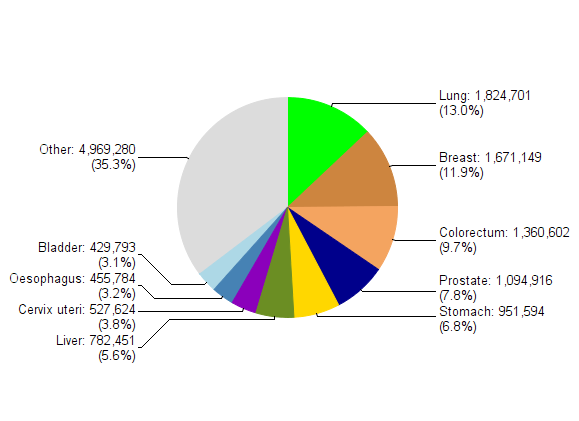 Lung: 1,824,701
(13.0%)
Breast: 1,671,149
(11.9%)
Colorectum: 1,360,602
(9.7%)
Prostate: 1,094,916
(7.8%)
Stomach: 951,594
(6.8%)
Liver: 782,451
(5.6%)
Cervix uteri: 527,624
(3.8%)
Oesophagus: 455,784
(3.2%)
Bladder: 429,793
(3.1%)
Other: 4,969,280
(35.3%)